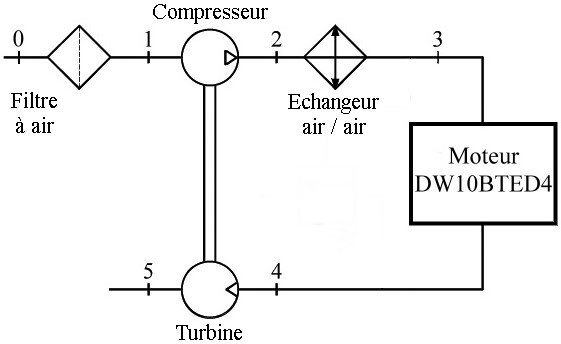 Compresseur
0
1
2
3
Filtre
à air
Echangeur
air / air
Moteur
DW10BTED4
5
4
Turbine